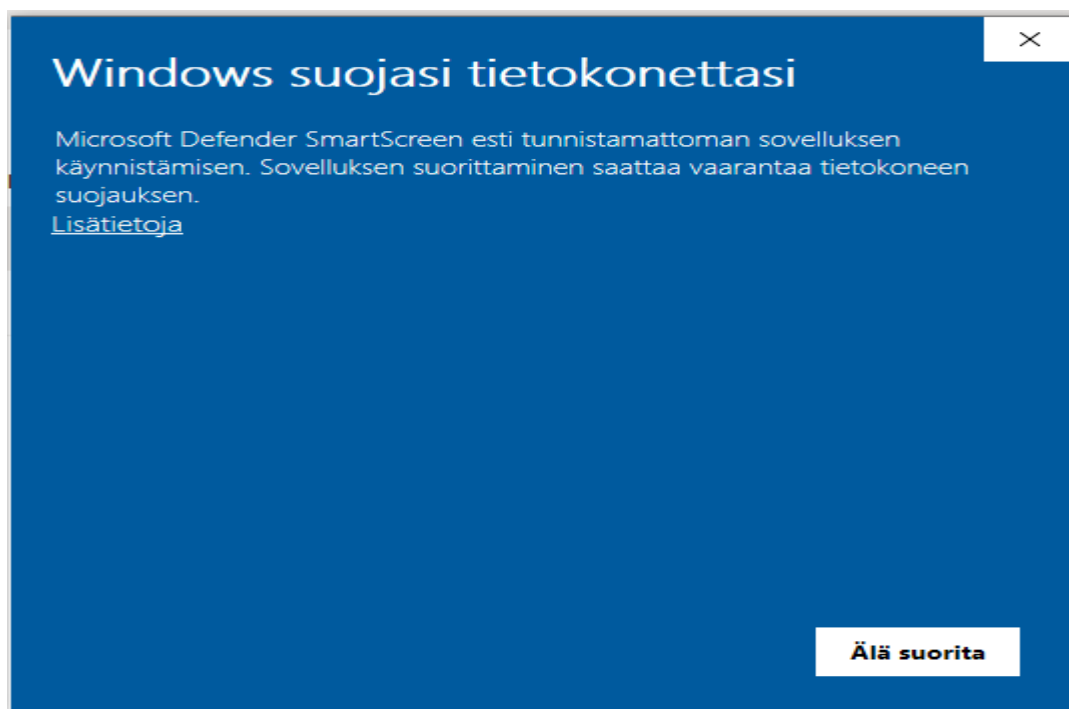 Windows suojasi tietokonettasi
Microsoft Defender SmartScreen esti tunnistamattoman sovelluksen
käynnistämisen. Sovelluksen suorittaminen saattaa vaarantaa tietokoneen
suojauksen.
Lisätietoja
Älä suorita